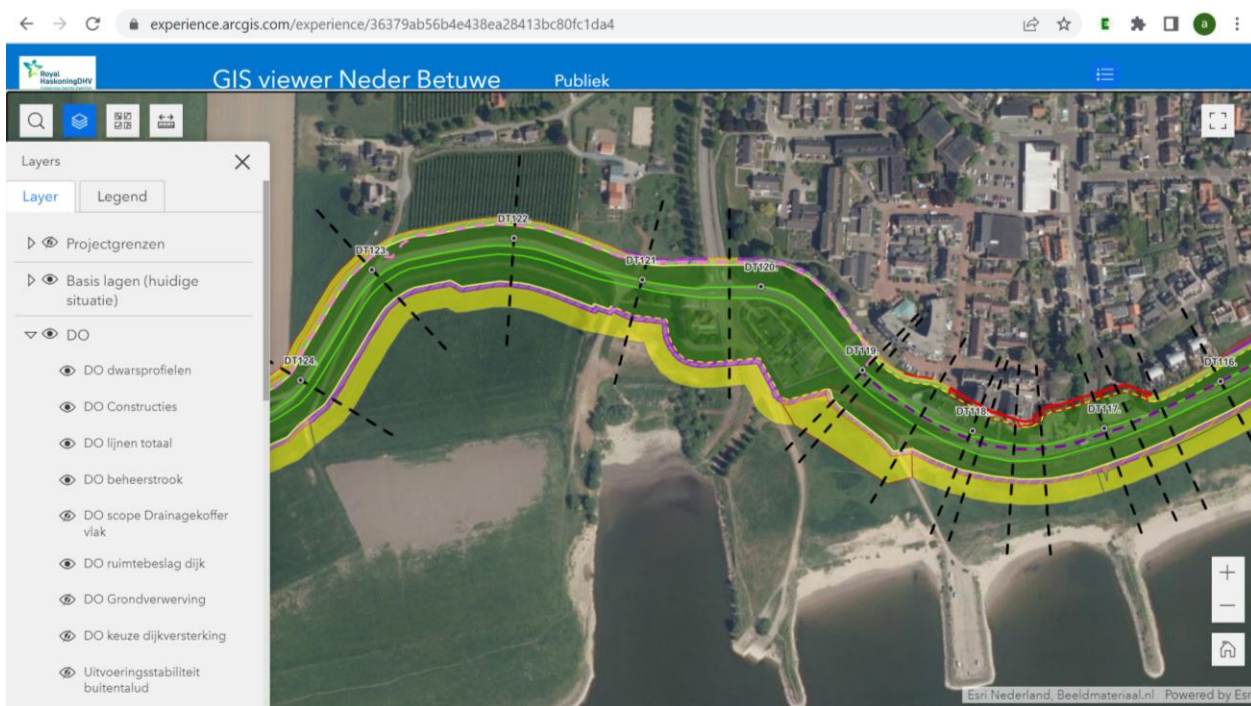 experience.arcgis.com/experience/36379ab56b4e438ea28413bc80fc1da4
a
Royal
HaskoningDHV
GIS viewer Neder Betuwe
Publiek
Layers
Layer
Legend
Projectgrenzen
Basis lagen (huidige
situatie)
DO
DO dwarsprofielen
DO Constructies
DO lijnen totaal
DO beheerstrook
DO scope Drainagekoffer
vlak
DO ruimtebeslag dijk
DO Grondverwerving
DO keuze dijkversterking
Uitvoeringsstabiliteit
buitentalud
DT122.
DT123.
DT121.
DT120.
DT124.
DT119.
DT118.
DT117.
DT116.
Esri Nederland, Beeldmateriaal.nl
Powered by Esr